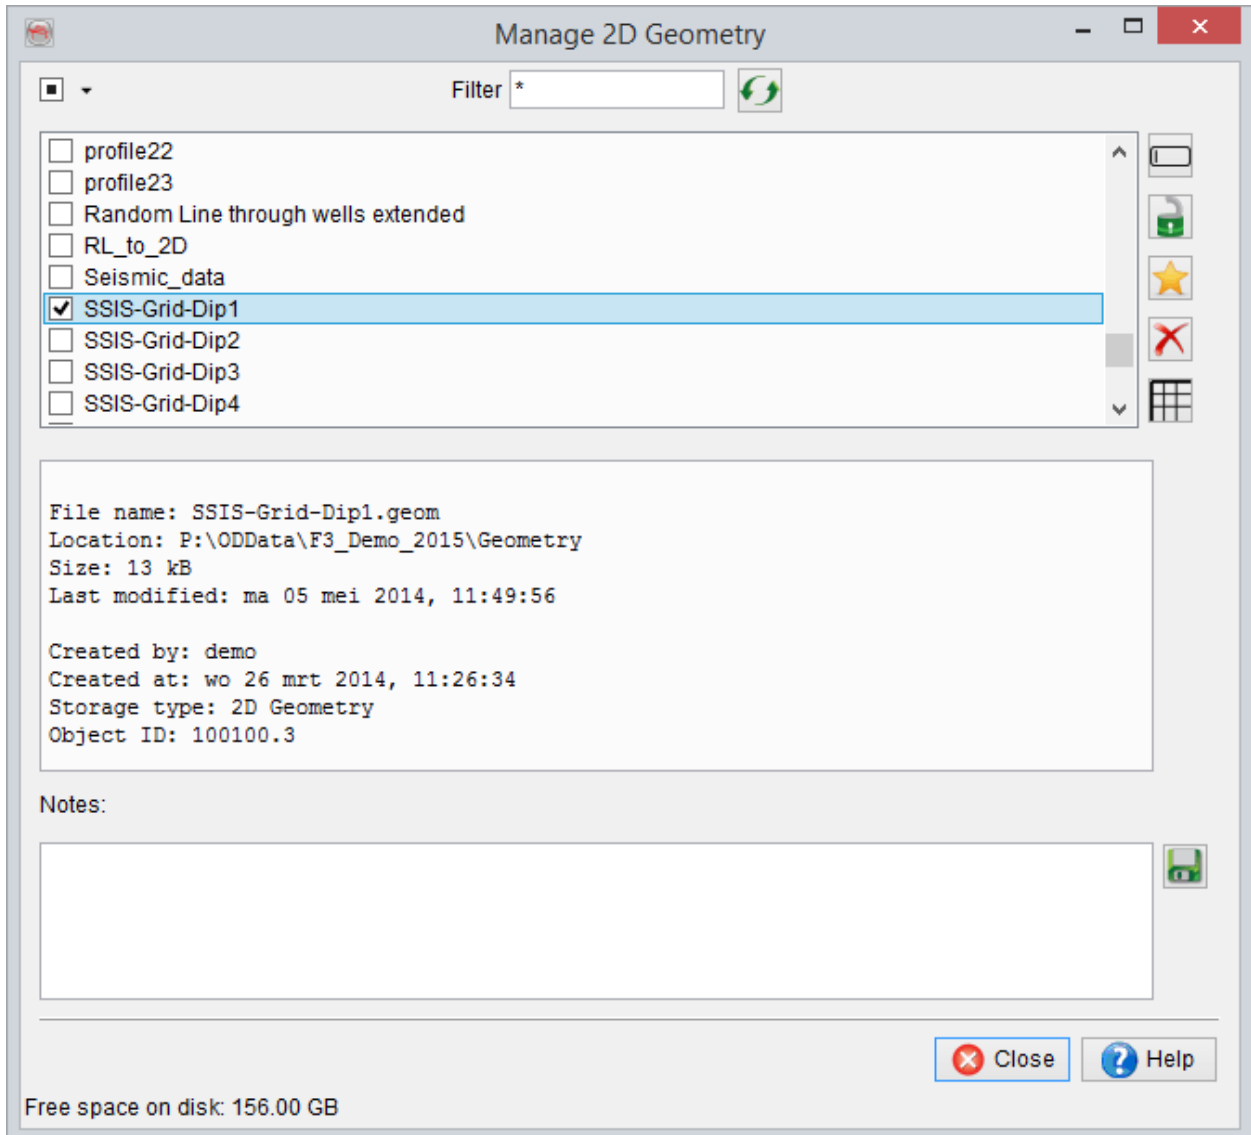 Manage 2D Geometry
Filter *
profile22
profile23
Random Line through wells extended
RL_to_2D
Seismic_data
SSIS-Grid-Dip1
SSIS-Grid-Dip2
SSIS-Grid-Dip3
SSIS-Grid-Dip4
File name: SSIS-Grid-Dip1.geom
Location: P:\ODData\F3_Demo_2015\Geometry
Size: 13 kB
Last modified: ma 05 mei 2014, 11:49:56
Created by: demo
Created at: wo 26 mrt 2014, 11:26:34
Storage type: 2D Geometry
Object ID: 100100.3
Notes:
Close Help
Free space on disk: 156.00 GB